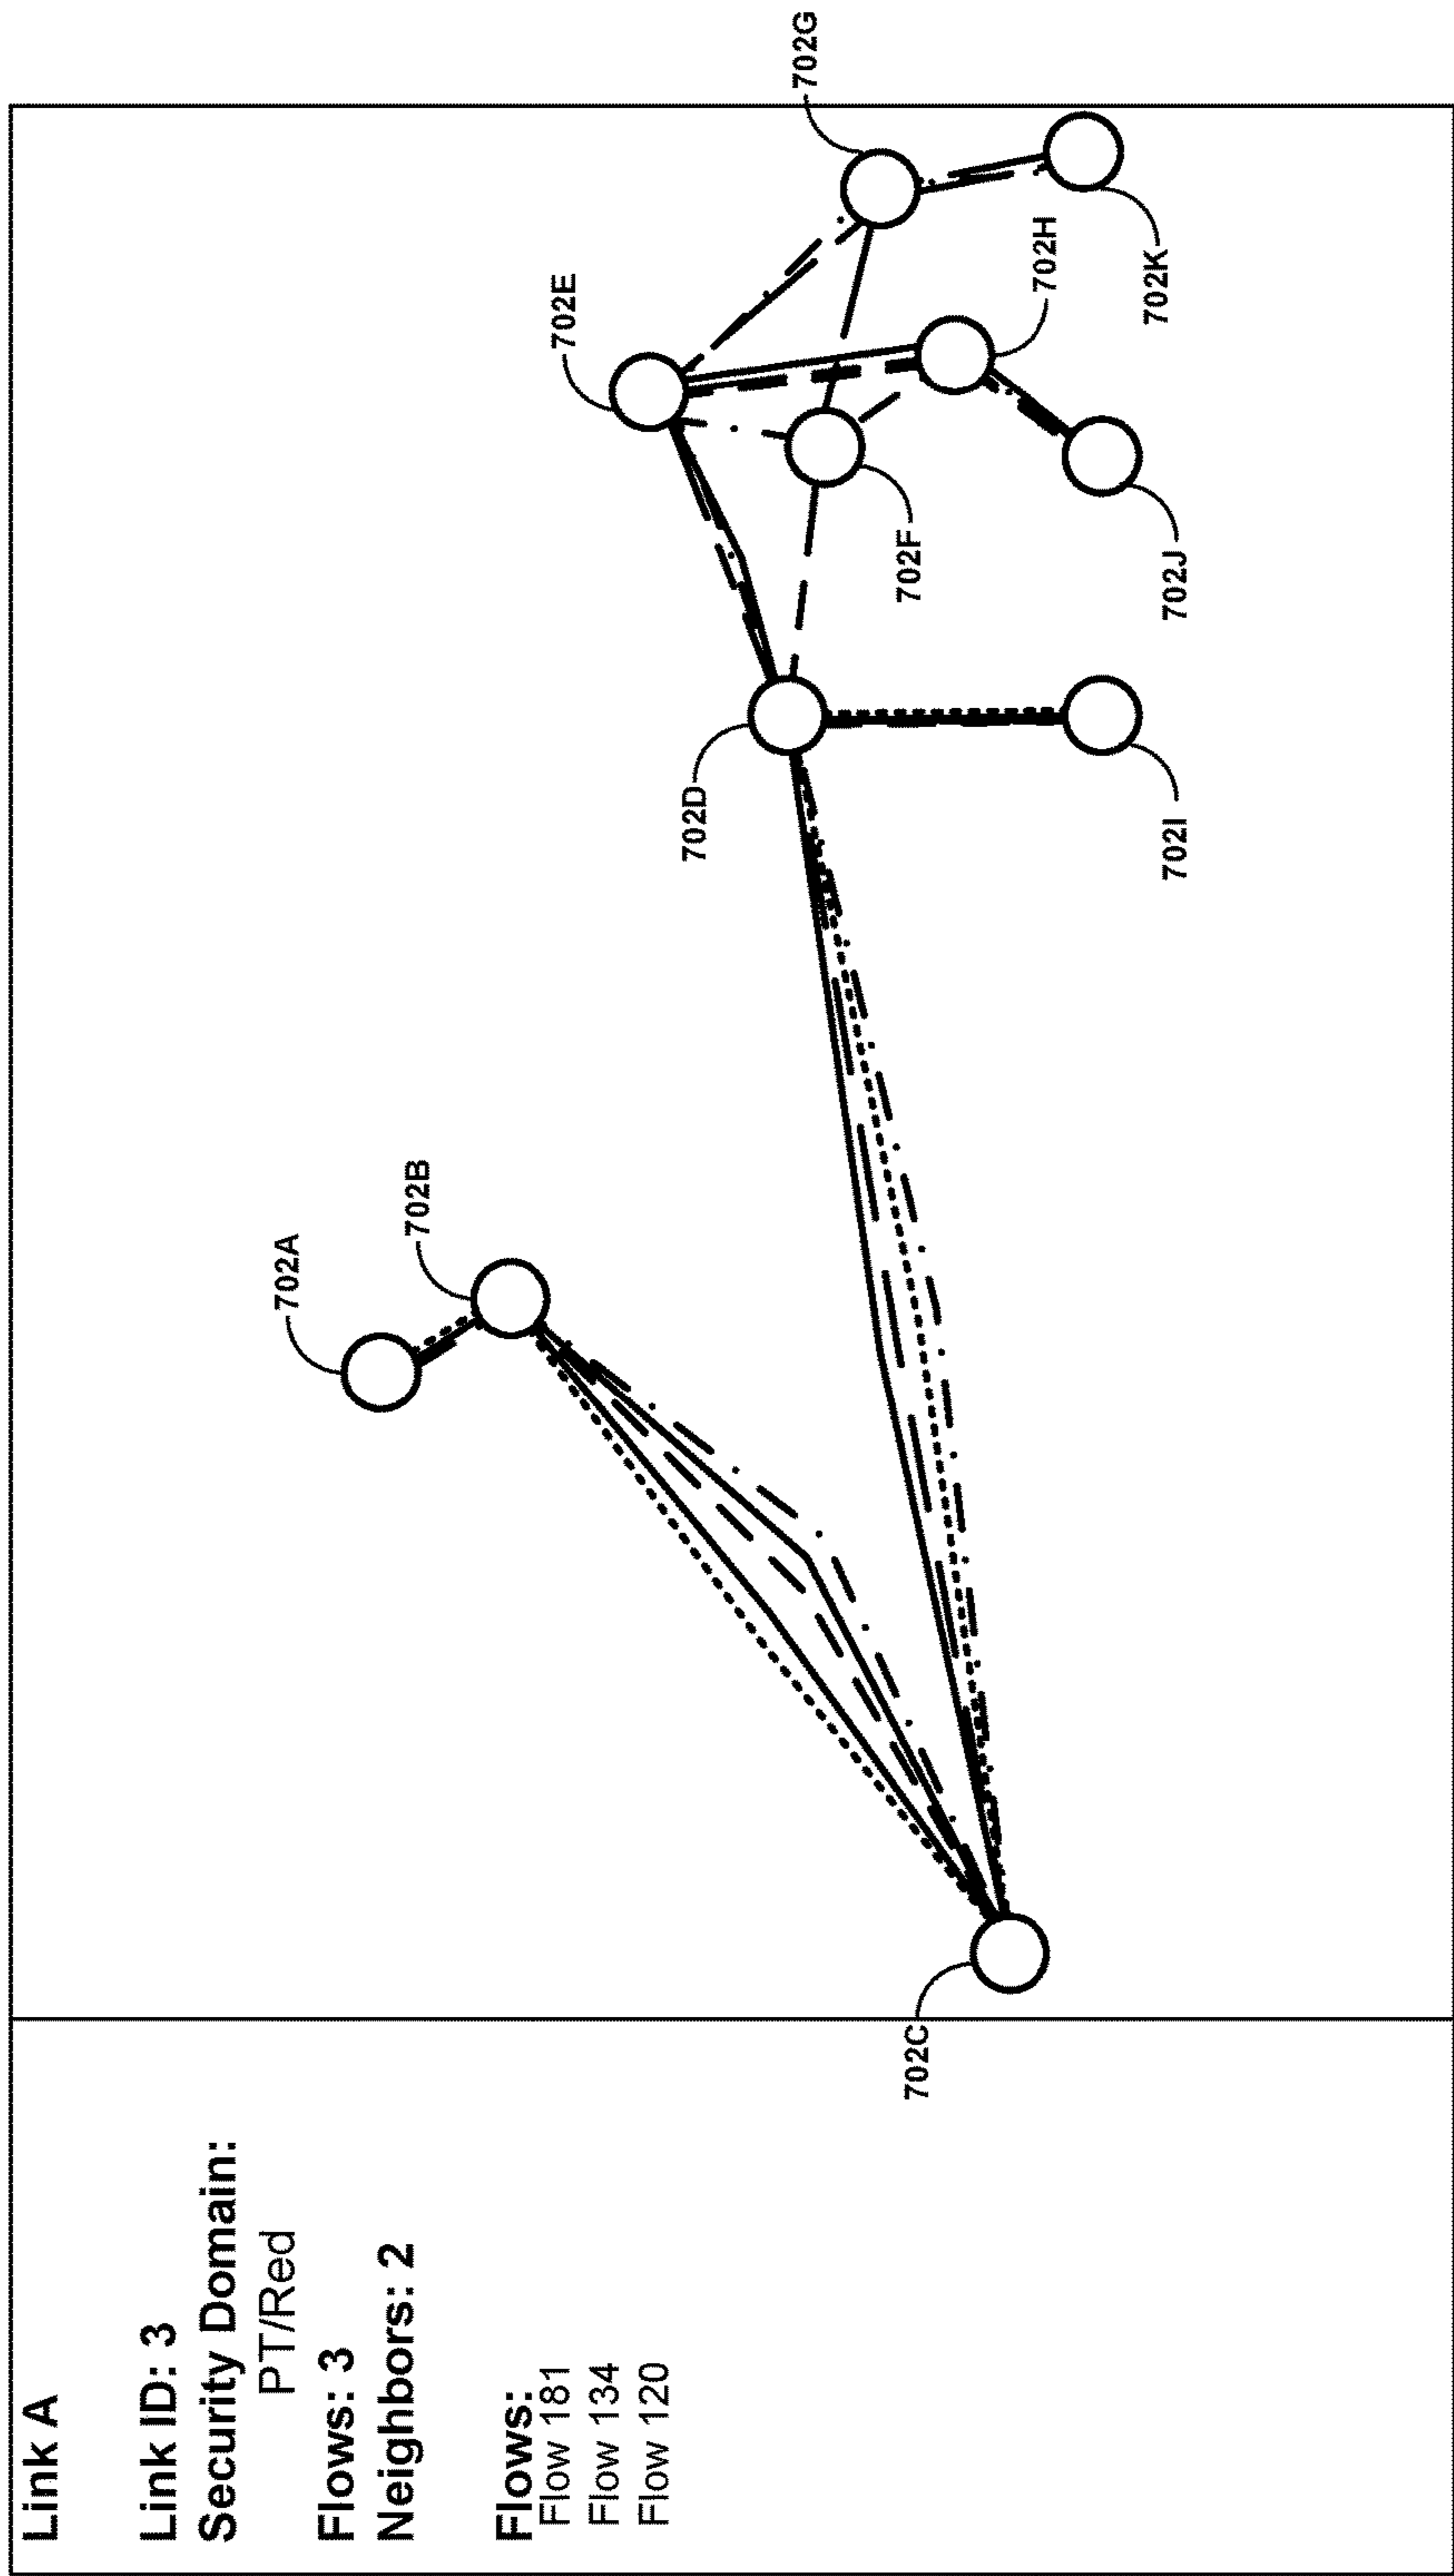 Link A
Link ID: 3
Security Domain:
PT/Red
Flows: 3
Neighbors: 2
Flows:
Flow 181
Flow 134
Flow 120
702A
702B
702C
702D
702E
702F
702G
702H
702I
702J
702K